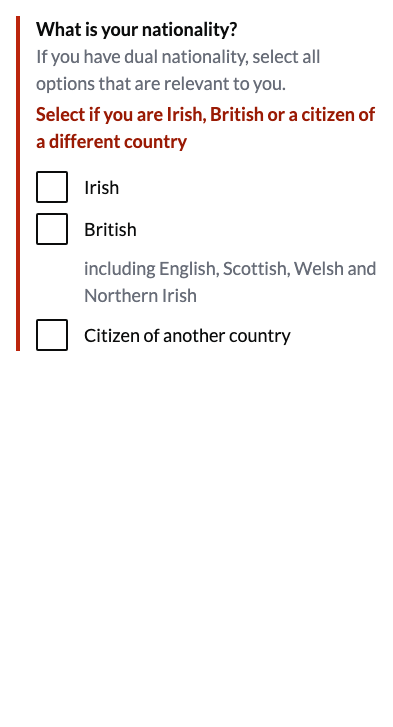 What is your nationality?
If you have dual nationality, select all
options that are relevant to you.
Select if you are Irish, British or a citizen of
a different country
Irish
British
including English, Scottish, Welsh and
Northern Irish
Citizen of another country